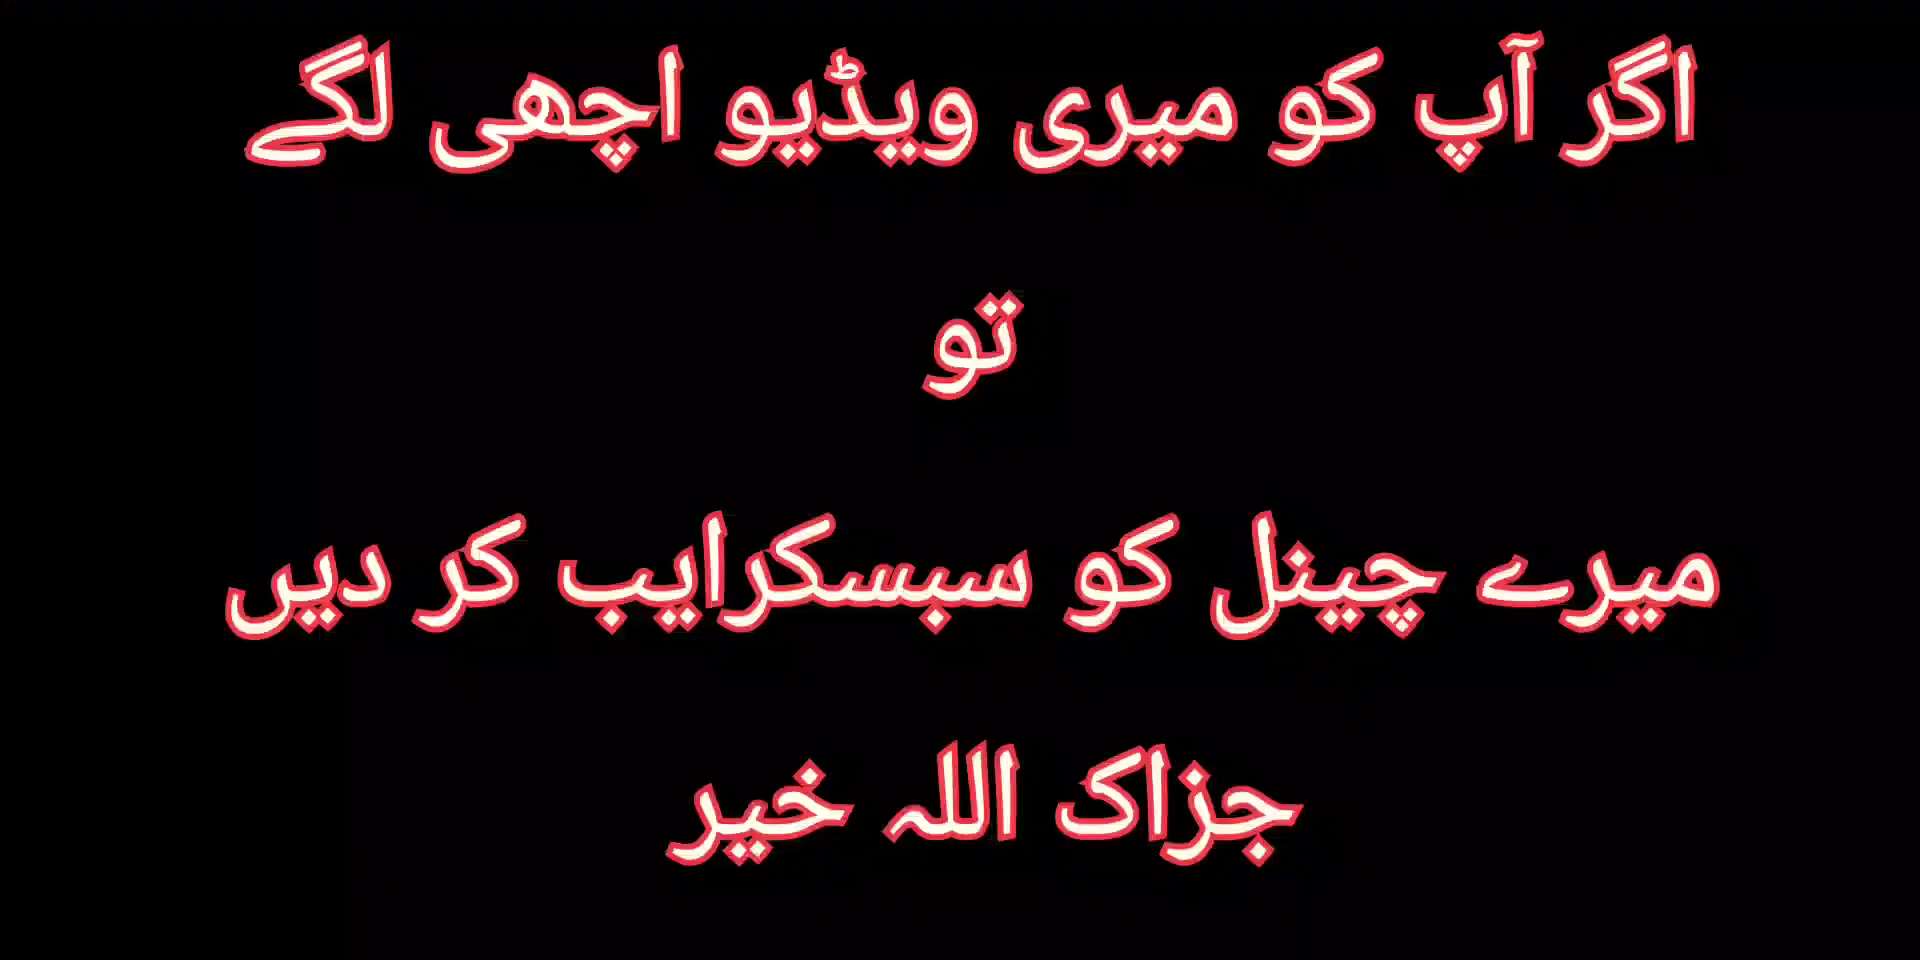 اگر آپ کو میری ویڈیو اچھی لگے
تو
میرے چینل کو سبسکرایب کر دیں
جزاک اللہ خیر